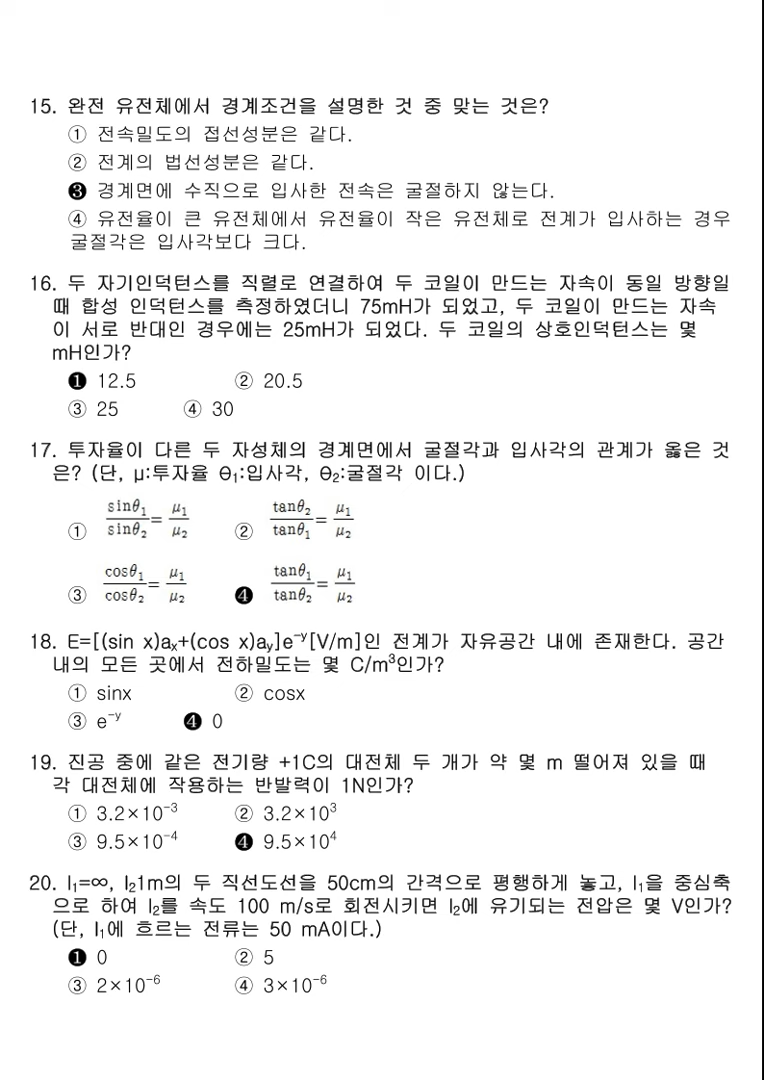 15. 완전 유전체에서 경계조건을 설명한 것 중 맞는 것은?
① 전속밀도의 접선성분은 같다.
② 전계의 법선성분은 같다.
❸ 경계면에 수직으로 입사한 전속은 굴절하지 않는다.
④ 유전율이 큰 유전체에서 유전율이 작은 유전체로 전계가 입사하는 경우
굴절각은 입사각보다 크다.
16. 두 자기인덕턴스를 직렬로 연결하여 두 코일이 만드는 자속이 동일 방향일
때 합성 인덕턴스를 측정하였더니 75mH가 되었고, 두 코일이 만드는 자속
이 서로 반대인 경우에는 25mH가 되었다. 두 코일의 상호인덕턴스는 몇
mH인가?
❶ 12.5 ② 20.5
③ 25 ④ 30
17. 투자율이 다른 두 자성체의 경계면에서 굴절각과 입사각의 관계가 옳은 것
은? (단, μ:투자율 θ₁:입사각, θ₂:굴절각 이다.)
① sinθ₁/sinθ₂ = μ₁/μ₂ ② tanθ₂/tanθ₁ = μ₁/μ₂
③ cosθ₁/cosθ₂ = μ₁/μ₂ ❹ tanθ₁/tanθ₂ = μ₁/μ₂
18. E=[(sin x)aₓ+(cos x)a_y]e⁻ʸ[V/m]인 전계가 자유공간 내에 존재한다. 공간
내의 모든 곳에서 전하밀도는 몇 C/m³인가?
① sinx ② cosx
③ e⁻ʸ ❹ 0
19. 진공 중에 같은 전기량 +1C의 대전체 두 개가 약 몇 m 떨어져 있을 때
각 대전체에 작용하는 반발력이 1N인가?
① 3.2×10⁻³ ② 3.2×10³
③ 9.5×10⁻⁴ ❹ 9.5×10⁴
20. l₁=∞, l₂1m의 두 직선도선을 50cm의 간격으로 평행하게 놓고, l₁을 중심축
으로 하여 l₂를 속도 100 m/s로 회전시키면 l₂에 유기되는 전압은 몇 V인가?
(단, l₁에 흐르는 전류는 50 mA이다.)
❶ 0 ② 5
③ 2×10⁻⁶ ④ 3×10⁻⁶